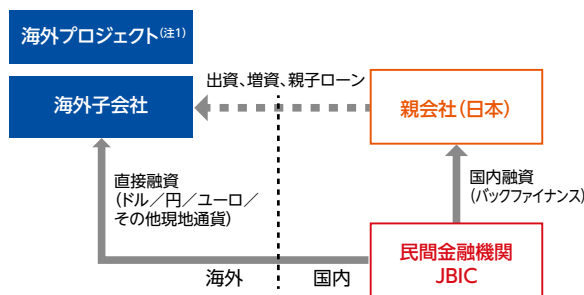 海外プロジェクト(注1)
海外子会社
出資、増資、親子ローン
親会社(日本)
直接融資
(ドル／円／ユーロ／
その他現地通貨)
国内融資
(バックファイナンス)
民間金融機関
JBIC
海外
国内